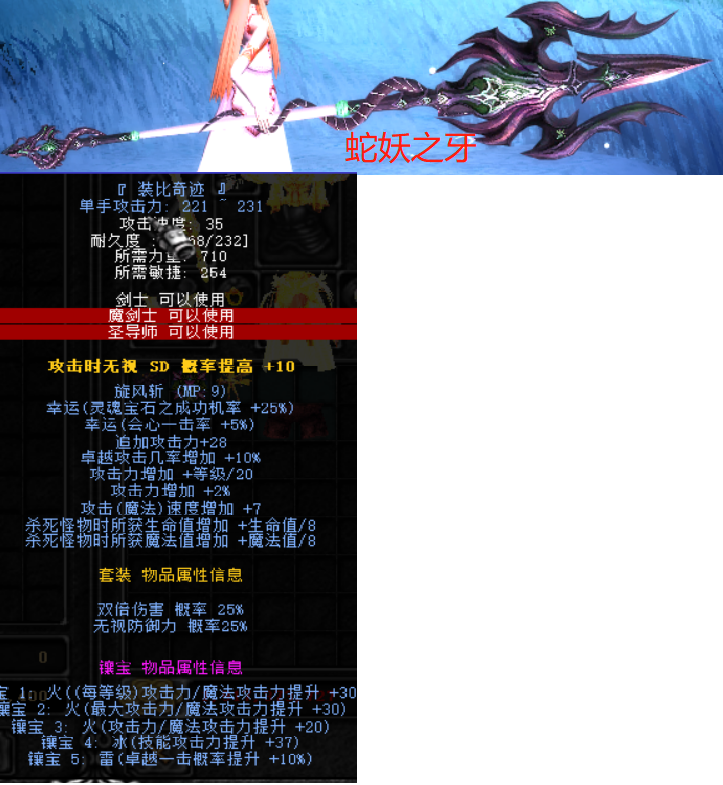 蛇妖之牙
『 装比奇迹 』
单手攻击力: 221 ~ 231
攻击速度: 35
耐久度 : 68/232]
所需力量: 710
所需敏捷: 254
剑士 可以使用
魔剑士 可以使用
圣导师 可以使用
攻击时无视 SD 概率提高 +10
旋风斩 (MP:9)
幸运(灵魂宝石之成功机率 +25%)
幸运(会心一击率 +5%)
追加攻击力+28
卓越攻击几率增加 +10%
攻击力增加 +等级/20
攻击力增加 +2%
攻击(魔法)速度增加 +7
杀死怪物时所获生命值增加 +生命值/8
杀死怪物时所获魔法值增加 +魔法值/8
套装 物品属性信息
双倍伤害 概率 25%
无视防御力 概率25%
0
镶宝 物品属性信息
宝 1: 火((每等级)攻击力/魔法攻击力提升 +30
镶宝 2: 火(最大攻击力/魔法攻击力提升 +30)
镶宝 3: 火(攻击力/魔法攻击力提升 +20)
镶宝 4: 冰(技能攻击力提升 +37)
镶宝 5: 雷(卓越一击概率提升 +10%)